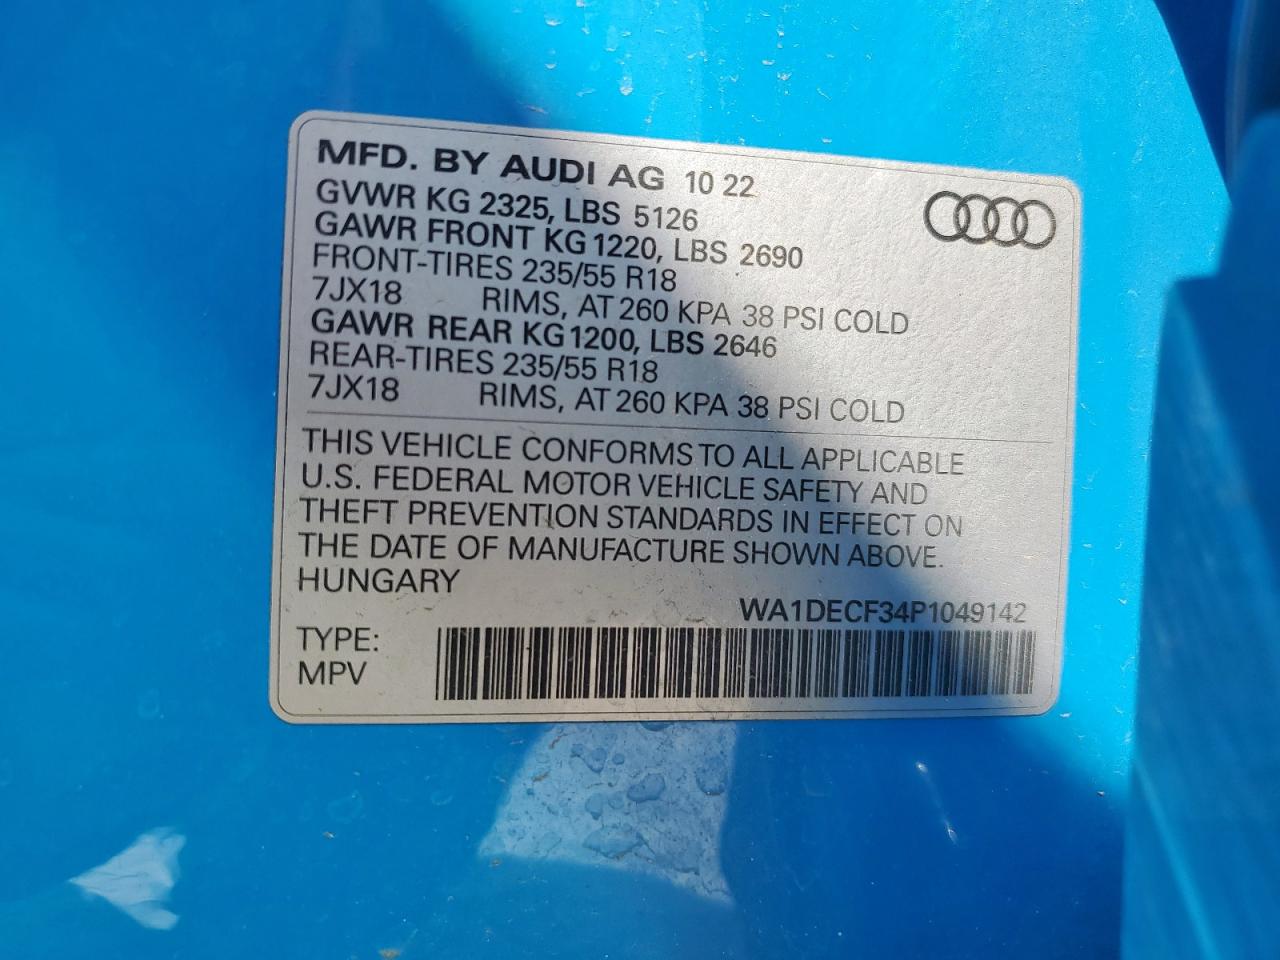 MFD. BY AUDI AG 10 22
GVWR KG 2325, LBS 5126
GAWR FRONT KG 1220, LBS 2690
FRONT-TIRES 235/55 R18
7JX18 RIMS, AT 260 KPA 38 PSI COLD
GAWR REAR KG 1200, LBS 2646
REAR-TIRES 235/55 R18
7JX18 RIMS, AT 260 KPA 38 PSI COLD
THIS VEHICLE CONFORMS TO ALL APPLICABLE
U.S. FEDERAL MOTOR VEHICLE SAFETY AND
THEFT PREVENTION STANDARDS IN EFFECT ON
THE DATE OF MANUFACTURE SHOWN ABOVE.
HUNGARY
WA1DECF34P1049142
TYPE:
MPV